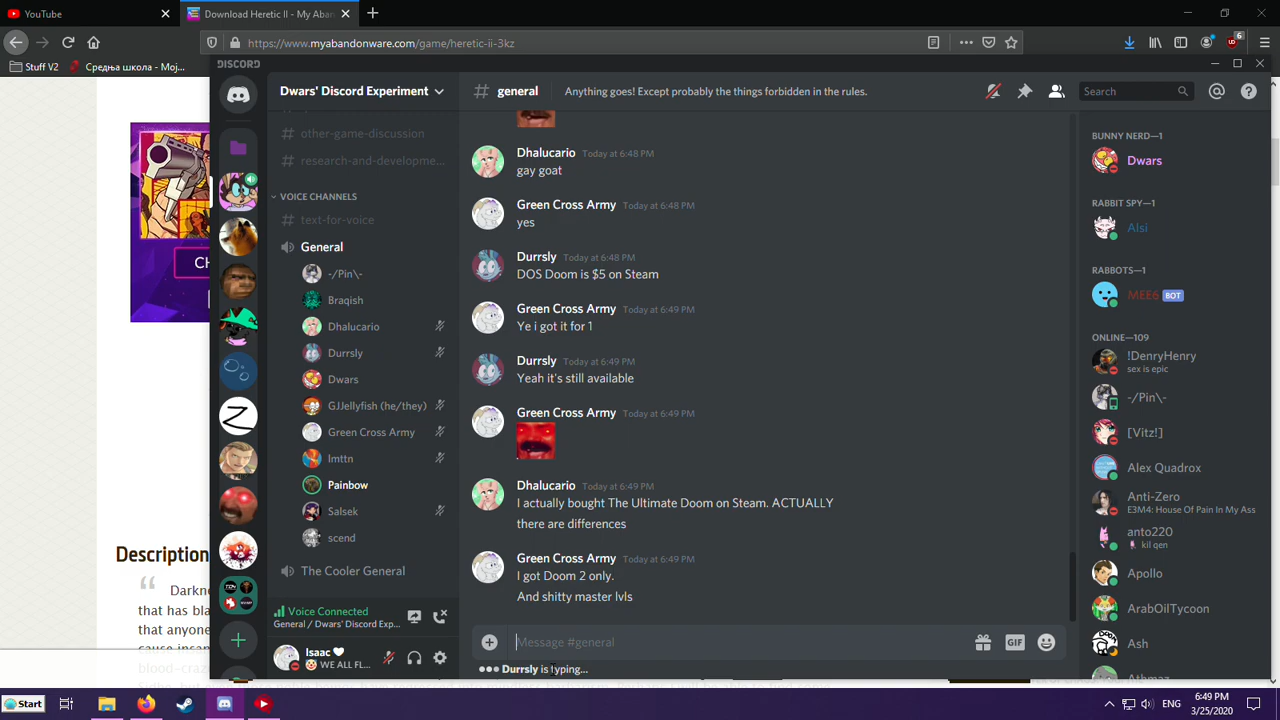 YouTube
Download Heretic II - My Aban
https://www.myabandonware.com/game/heretic-ii-3kz
6
Stuff V2
Средња школа - Moj...
CH
Description
Darkn
that has bla
that anyone
DISCORD
Dwars' Discord Experiment
# other-game-discussion
# research-and-developme...
VOICE CHANNELS
# text-for-voice
General
-/Pin\-
Braqish
Dhalucario
Durrsly
Dwars
GJJellyfish (he/they)
Green Cross Army
lmttn
Painbow
Salsek
scend
The Cooler General
Voice Connected
General / Dwars' Discord Exp...
Isaac
WE ALL FL...
# general
Anything goes! Except probably the things forbidden in the rules.
Search
Dhalucario Today at 6:48 PM
gay goat
Green Cross Army Today at 6:48 PM
yes
Durrsly Today at 6:48 PM
DOS Doom is $5 on Steam
Green Cross Army Today at 6:49 PM
Ye i got it for 1
Durrsly Today at 6:49 PM
Yeah it's still available
Green Cross Army Today at 6:49 PM
Dhalucario Today at 6:49 PM
I actually bought The Ultimate Doom on Steam. ACTUALLY
there are differences
Green Cross Army Today at 6:49 PM
I got Doom 2 only.
And shitty master lvls
Message #general
GIF
Durrsly is typing...
BUNNY NERD—1
Dwars
RABBIT SPY—1
Alsi
RABBOTS—1
MEE6 BOT
ONLINE—109
!DenryHenry
sex is epic
-/Pin\-
[Vitz!]
Alex Quadrox
Anti-Zero
E3M4: House Of Pain In My Ass
anto220
kil qen
Apollo
ArabOilTycoon
Ash
Athmaz
Start
ENG
6:49 PM
3/25/2020